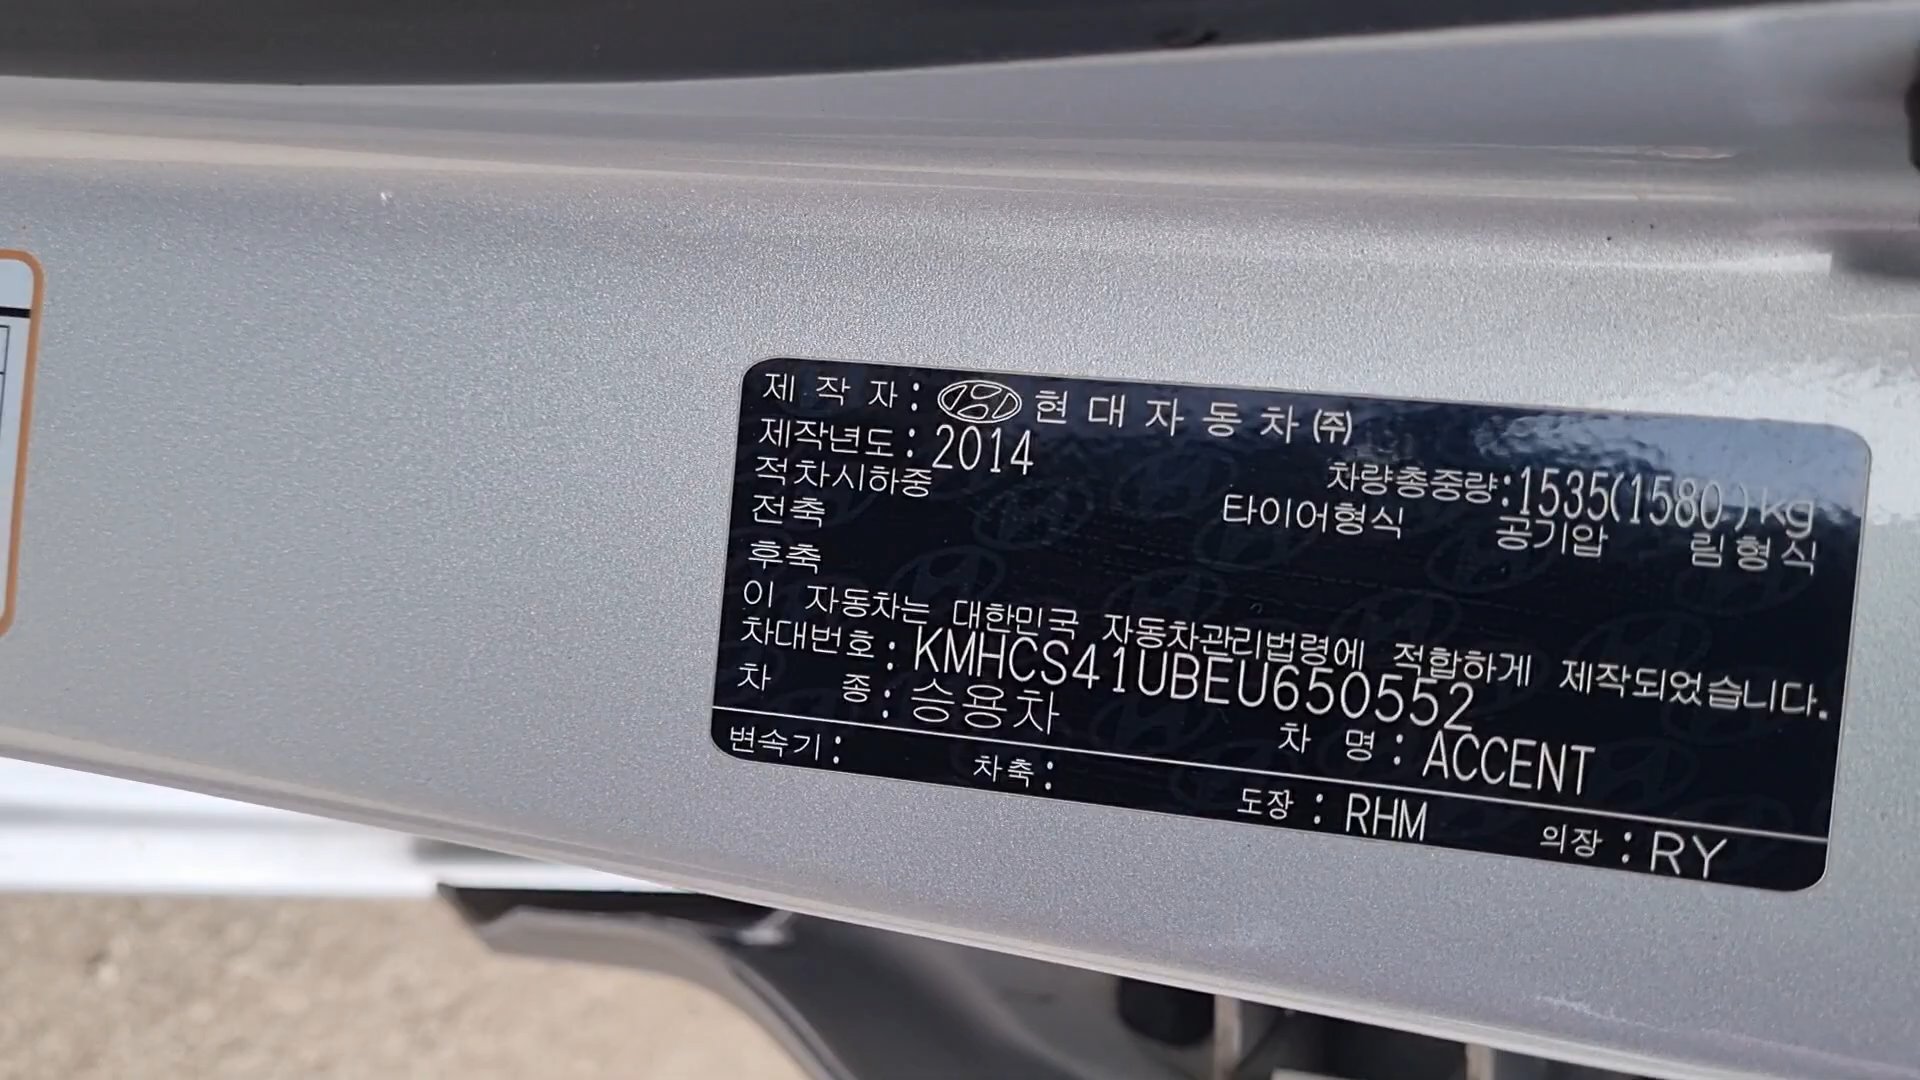 제 작 자 : 현 대 자 동 차 ㈜
제작년도 : 2014
적차시하중 차량총중량 : 1535(1580 )kg
전축 타이어형식 공기압 림형식
후축
이 자동차는 대한민국 자동차관리법령에 적합하게 제작되었습니다.
차대번호 : KMHCS41UBEU650552
차 종 : 승용차 차 명 : ACCENT
변속기 : 차축 : 도장 : RHM 의장 : RY